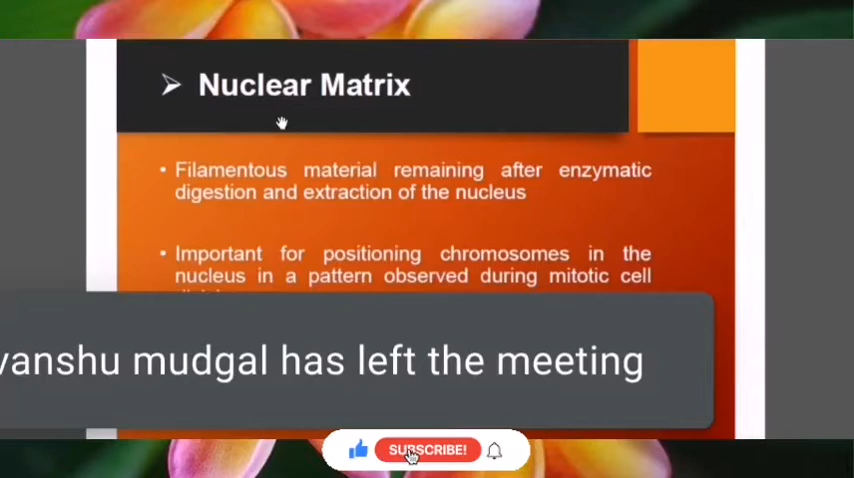 Nuclear Matrix
• Filamentous material remaining after enzymatic
digestion and extraction of the nucleus
• Important for positioning chromosomes in the
nucleus in a pattern observed during mitotic cell
vanshu mudgal has left the meeting
SUBSCRIBE!